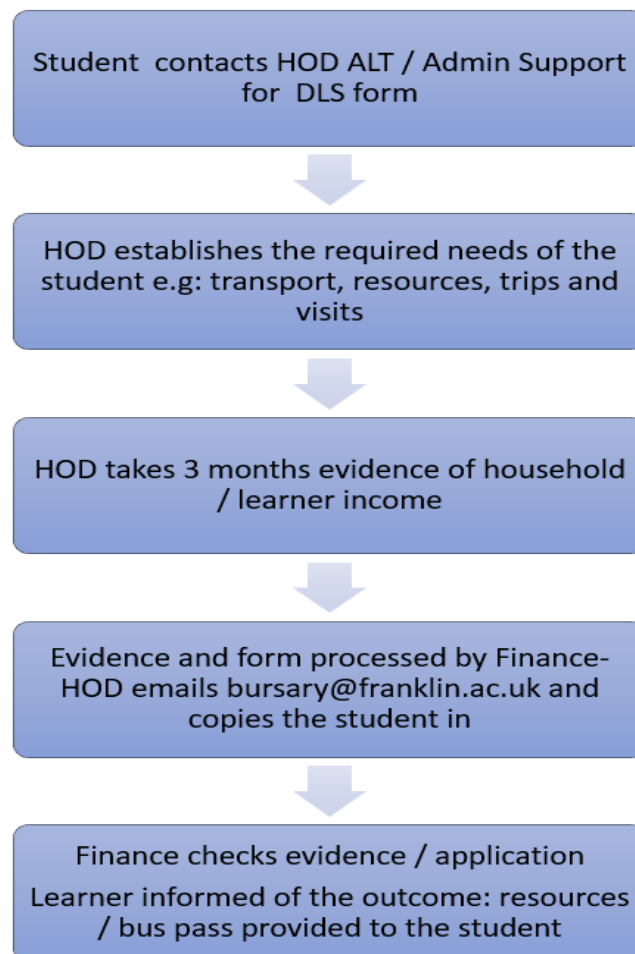 Student  contacts HOD ALT / Admin Support
for  DLS form
HOD establishes the required needs of the
student e.g: transport, resources, trips and
visits
HOD takes 3 months evidence of household
/ learner income
Evidence and form processed by Finance-
HOD emails bursary@franklin.ac.uk and
copies the student in
Finance checks evidence / application
Learner informed of the outcome: resources
/ bus pass provided to the student